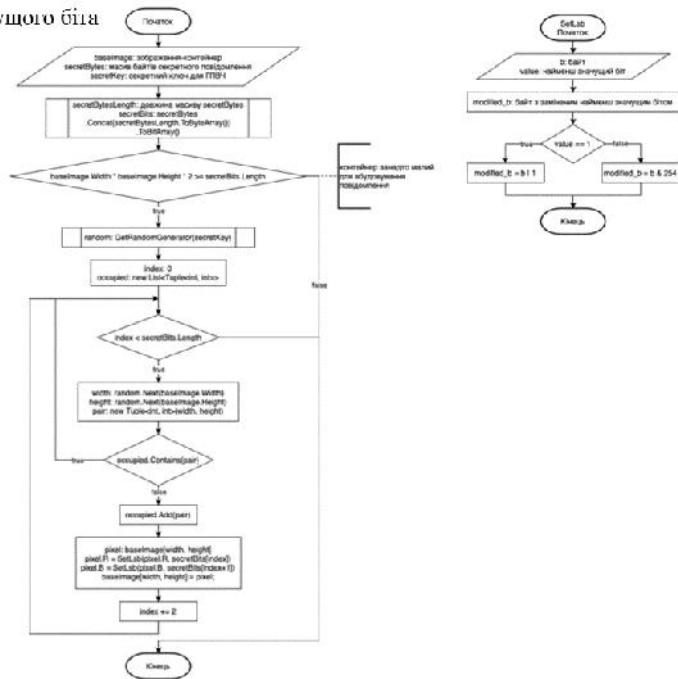 ущого біта
Початок
baseImage: зображення-контейнер
secretBytes: масив байтів секретного повідомлення
secretKey: секретний ключ для ГПВЧ
secretBytesLength: довжина масиву secretBytes
secretBits: secretBytes
.Concat(secretBytesLength.ToByteArray())
.ToBitArray()
baseImage.Width * baseImage.Height * 2 >= secretBits.Length
контейнер занадто малий
для вбудовування
повідомлення
true
random: GetRandomGenerator(secretKey)
index: 0
occupied: new List<Tuple<int, int>>
false
index < secretBits.Length
true
width: random.Next(baseImage.Width)
height: random.Next(baseImage.Height)
pair: new Tuple<int, int>(width, height)
occupied.Contains(pair)
true
false
occupied.Add(pair)
pixel: baseImage[width, height]
pixel.R = SetLsb(pixel.R, secretBits[index])
pixel.B = SetLsb(pixel.B, secretBits[index+1])
baseImage[width, height] = pixel;
index += 2
Кінець
SetLsb
Початок
b: байт
value: найменш значущий біт
modified_b: байт з заміненим найменш значущим бітом
true
value == 1
false
modified_b = b | 1
modified_b = b & 254
Кінець